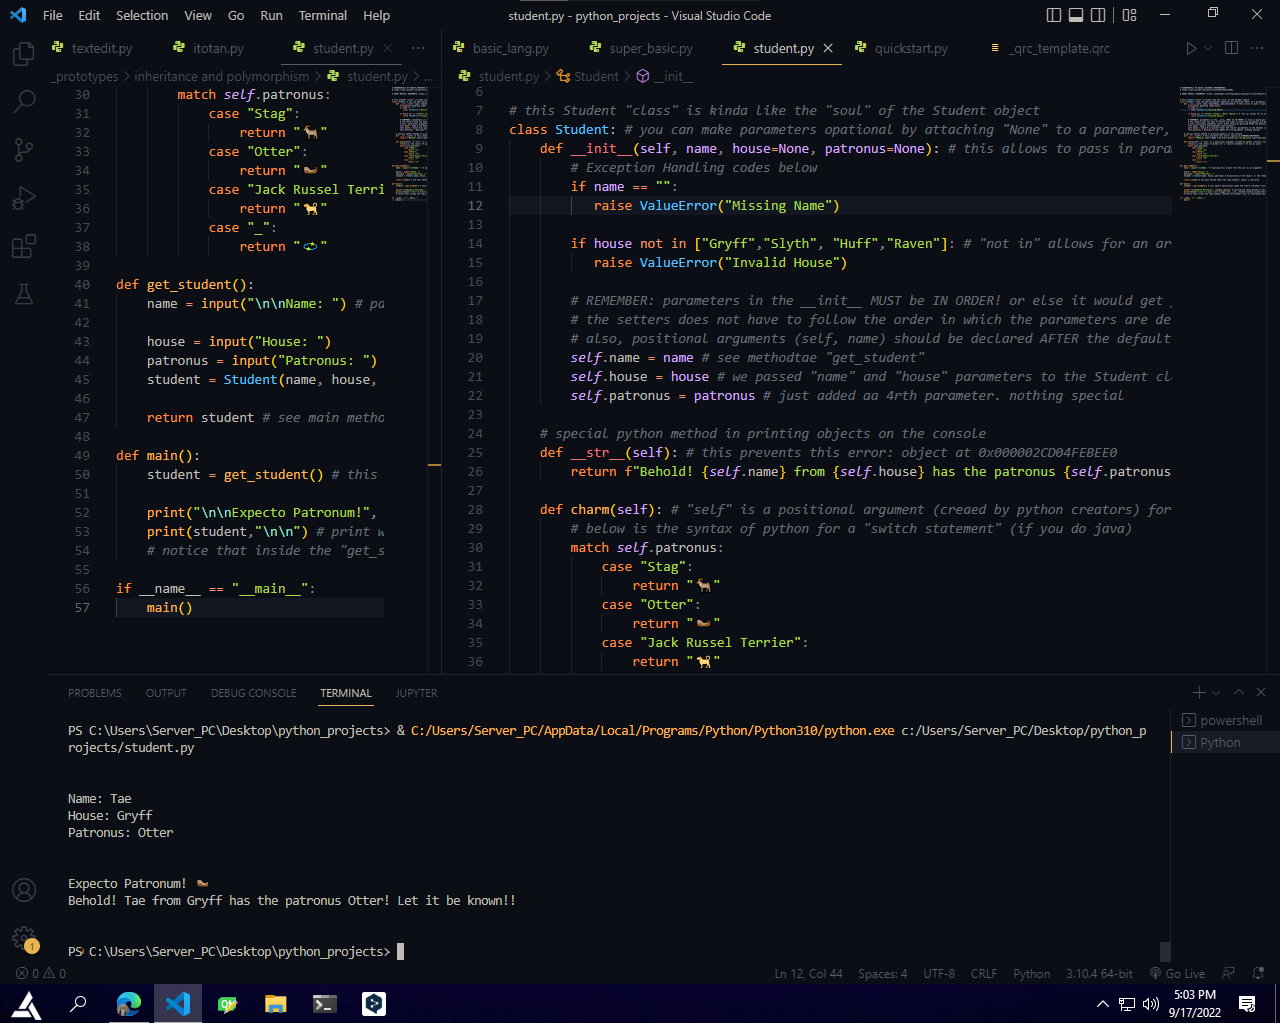 File Edit Selection View Go Run Terminal Help
student.py - python_projects - Visual Studio Code
textedit.py itotan.py student.py
_prototypes > inheritance and polymorphism > student.py > ...
30 match self.patronus:
31 case "Stag":
32 return "🐐"
33 case "Otter":
34 return "🦦"
35 case "Jack Russel Terri
36 return "🐕"
37 case "_":
38 return "💫"
39
40 def get_student():
41 name = input("\n\nName: ") # pa
42
43 house = input("House: ")
44 patronus = input("Patronus: ")
45 student = Student(name, house,
46
47 return student # see main metho
48
49 def main():
50 student = get_student() # this
51
52 print("\n\nExpecto Patronum!",
53 print(student,"\n\n") # print w
54 # notice that inside the "get_s
55
56 if __name__ == "__main__":
57 main()
basic_lang.py super_basic.py student.py quickstart.py _qrc_template.qrc
student.py > Student > __init__
6
7 # this Student "class" is kinda like the "soul" of the Student object
8 class Student: # you can make parameters opational by attaching "None" to a parameter,
9 def __init__(self, name, house=None, patronus=None): # this allows to pass in para
10 # Exception Handling codes below
11 if name == "":
12 raise ValueError("Missing Name")
13
14 if house not in ["Gryff","Slyth", "Huff","Raven"]: # "not in" allows for an ar
15 raise ValueError("Invalid House")
16
17 # REMEMBER: parameters in the __init__ MUST be IN ORDER! or else it would get
18 # the setters does not have to follow the order in which the parameters are de
19 # also, positional arguments (self, name) should be declared AFTER the default
20 self.name = name # see methodtae "get_student"
21 self.house = house # we passed "name" and "house" parameters to the Student cl
22 self.patronus = patronus # just added aa 4rth parameter. nothing special
23
24 # special python method in printing objects on the console
25 def __str__(self): # this prevents this error: object at 0x000002CD04FEBEE0
26 return f"Behold! {self.name} from {self.house} has the patronus {self.patronus
27
28 def charm(self): # "self" is a positional argument (creaed by python creators) for
29 # below is the syntax of python for a "switch statement" (if you do java)
30 match self.patronus:
31 case "Stag":
32 return "🐐"
33 case "Otter":
34 return "🦦"
35 case "Jack Russel Terrier":
36 return "🐕"
PROBLEMS OUTPUT DEBUG CONSOLE TERMINAL JUPYTER
powershell
Python
PS C:\Users\Server_PC\Desktop\python_projects> & C:/Users/Server_PC/AppData/Local/Programs/Python/Python310/python.exe c:/Users/Server_PC/Desktop/python_p
rojects/student.py
Name: Tae
House: Gryff
Patronus: Otter
Expecto Patronum! 🦦
Behold! Tae from Gryff has the patronus Otter! Let it be known!!
PS C:\Users\Server_PC\Desktop\python_projects>
1
0 0 Ln 12, Col 44 Spaces: 4 UTF-8 CRLF Python 3.10.4 64-bit Go Live
5:03 PM
9/17/2022